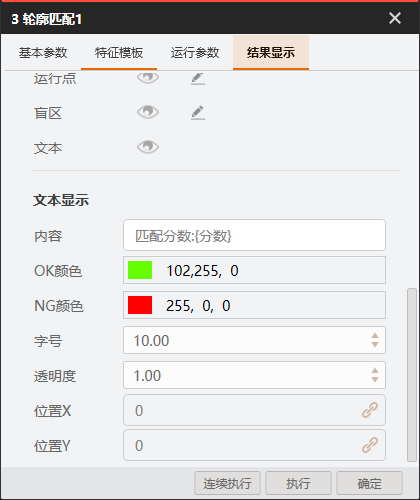 3 轮廓匹配1
基本参数 特征模板 运行参数 结果显示
运行点
盲区
文本
文本显示
内容 匹配分数:{分数}
OK颜色 102,255, 0
NG颜色 255, 0, 0
字号 10.00
透明度 1.00
位置X 0
位置Y 0
连续执行 执行 确定